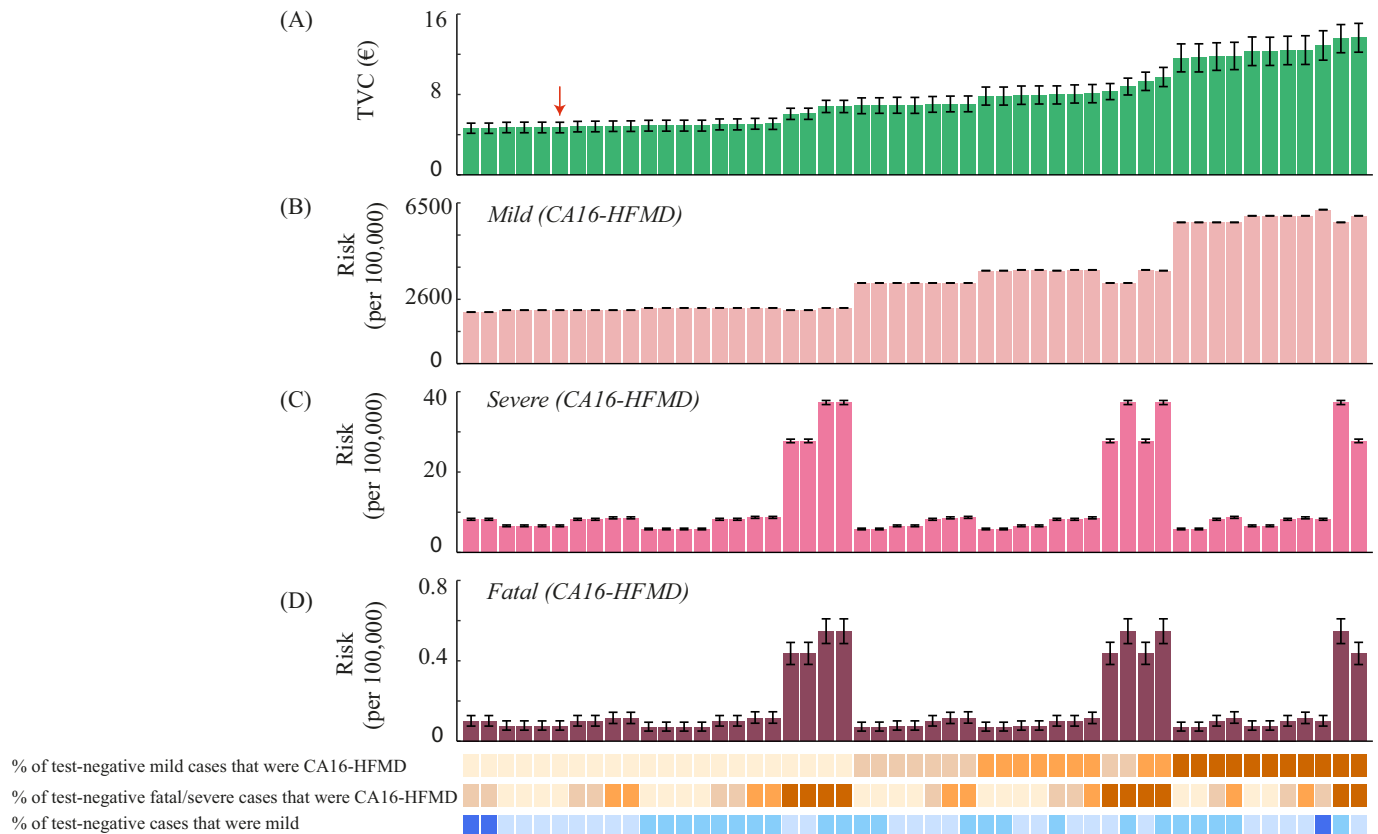 (A)
TVC (€)
16
8
0
(B)
Risk
(per 100,000)
6500
2600
0
Mild (CA16-HFMD)
(C)
Risk
(per 100,000)
40
20
0
Severe (CA16-HFMD)
(D)
Risk
(per 100,000)
0.8
0.4
0
Fatal (CA16-HFMD)
% of test-negative mild cases that were CA16-HFMD
% of test-negative fatal/severe cases that were CA16-HFMD
% of test-negative cases that were mild